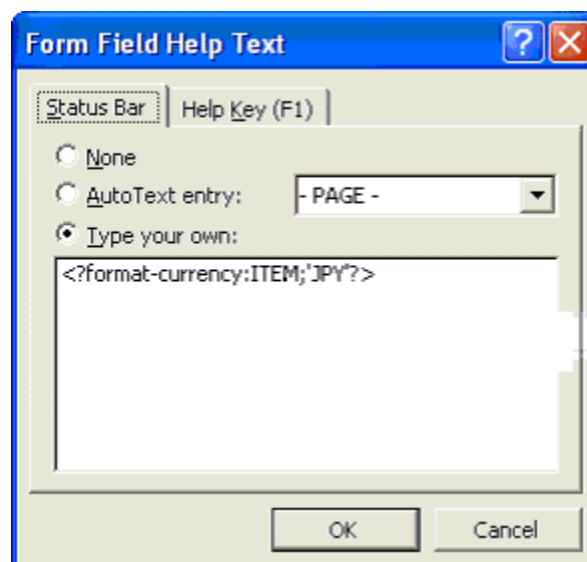 Form Field Help Text
Status Bar
Help Key (F1)
None
AutoText entry:
- PAGE -
Type your own:
<?format-currency:ITEM;'JPY'?>
OK
Cancel